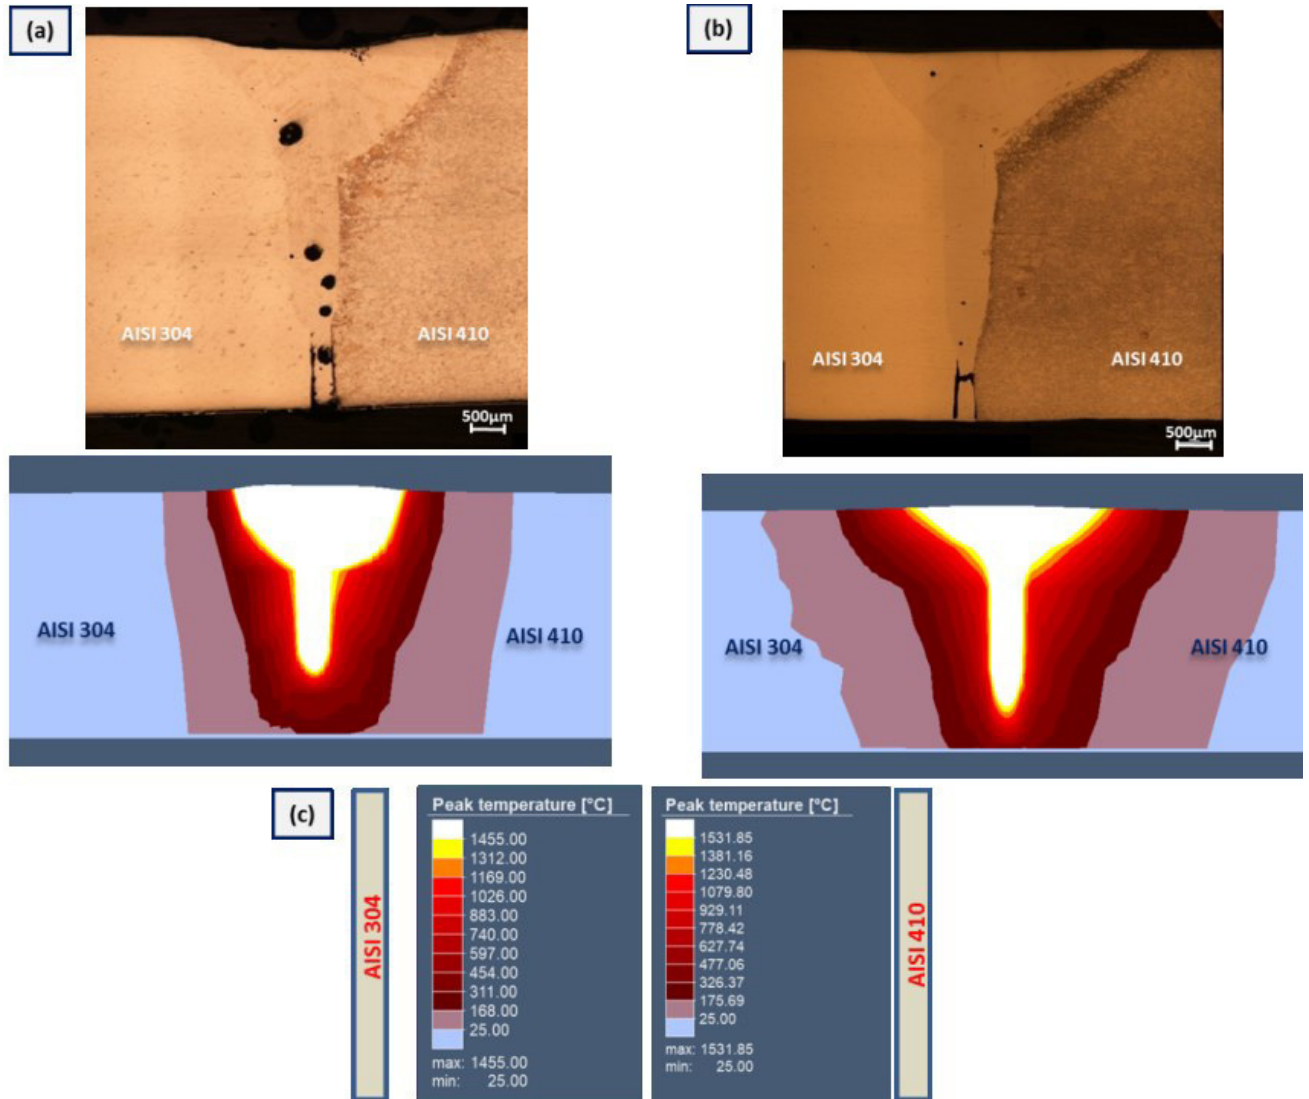 (a)
(b)
AISI 304
AISI 410
500µm
AISI 304
AISI 410
500µm
AISI 304
AISI 410
AISI 304
AISI 410
(c)
AISI 304
Peak temperature [°C]
1455.00
1312.00
1169.00
1026.00
883.00
740.00
597.00
454.00
311.00
168.00
25.00
max: 1455.00
min: 25.00
Peak temperature [°C]
1531.85
1381.16
1230.48
1079.80
929.11
778.42
627.74
477.06
326.37
175.69
25.00
max: 1531.85
min: 25.00
AISI 410